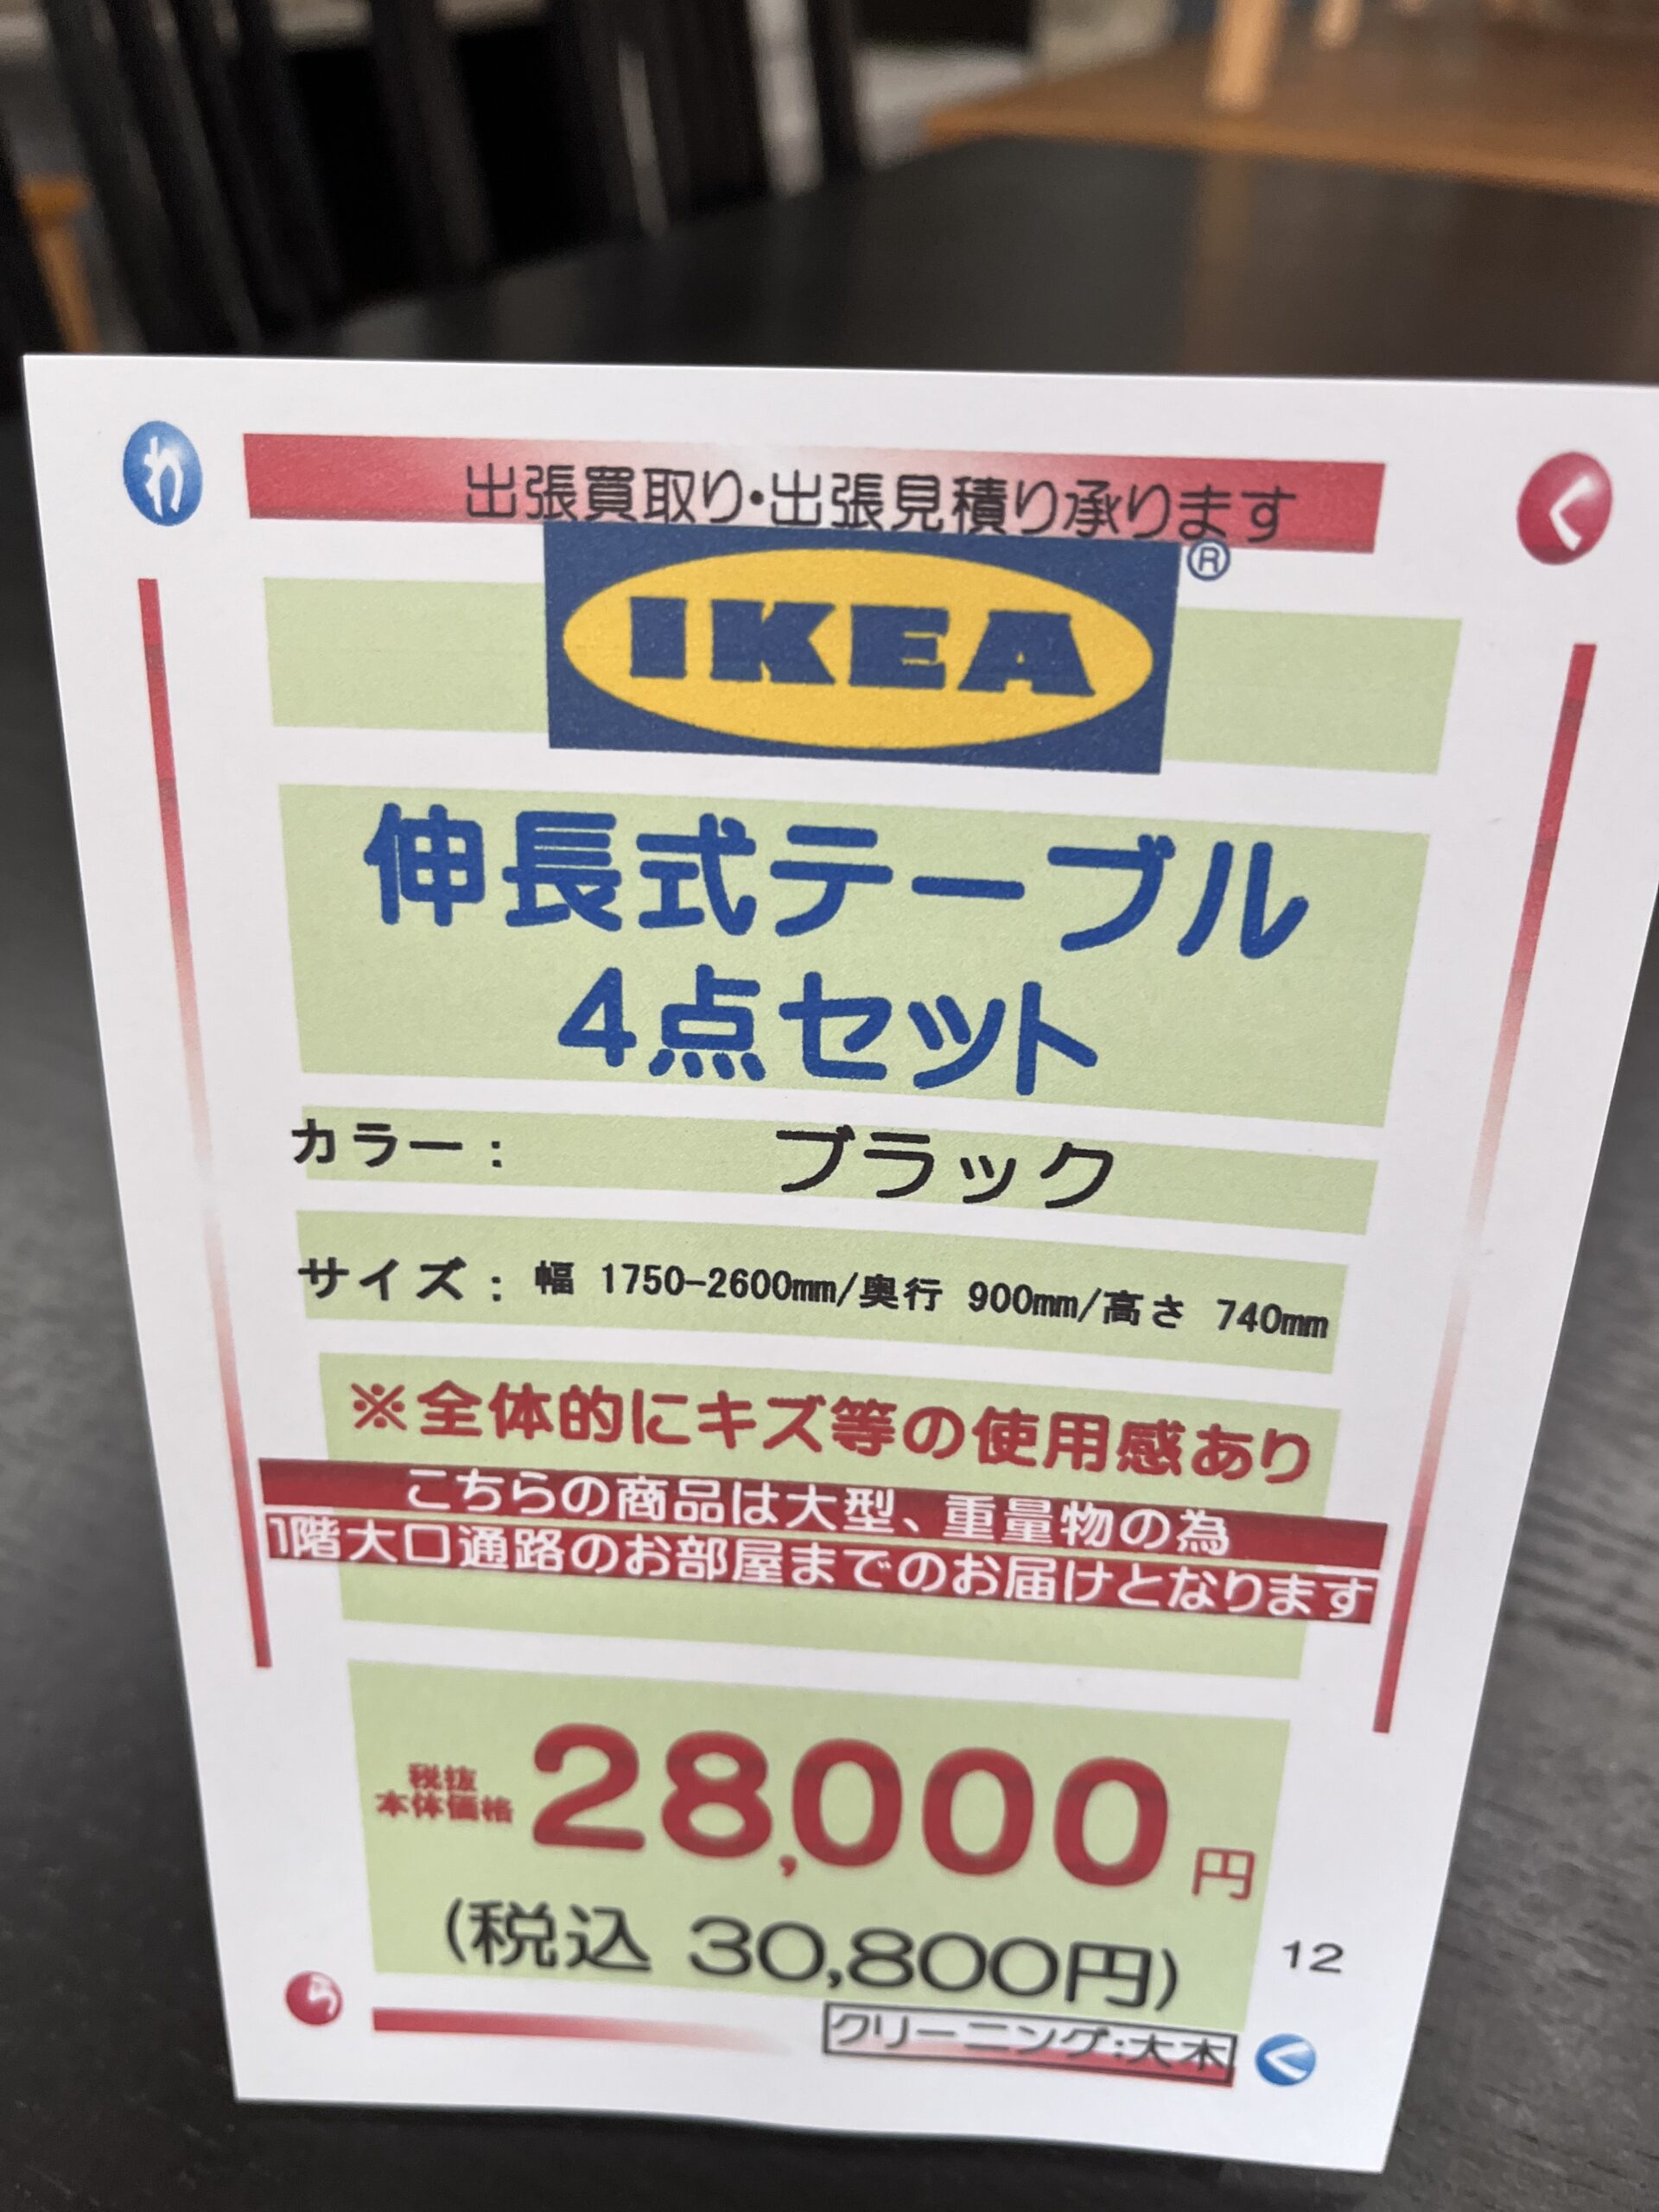 わ
く
出張買取り・出張見積り承ります
IKEA®
伸長式テーブル
4点セット
カラー： ブラック
サイズ： 幅 1750-2600mm/奥行 900mm/高さ 740mm
※全体的にキズ等の使用感あり
こちらの商品は大型、重量物の為
1階大口通路のお部屋までのお届けとなります
税抜
本体価格 28,000円
(税込 30,800円)
12
クリーニング:大木
ら
く